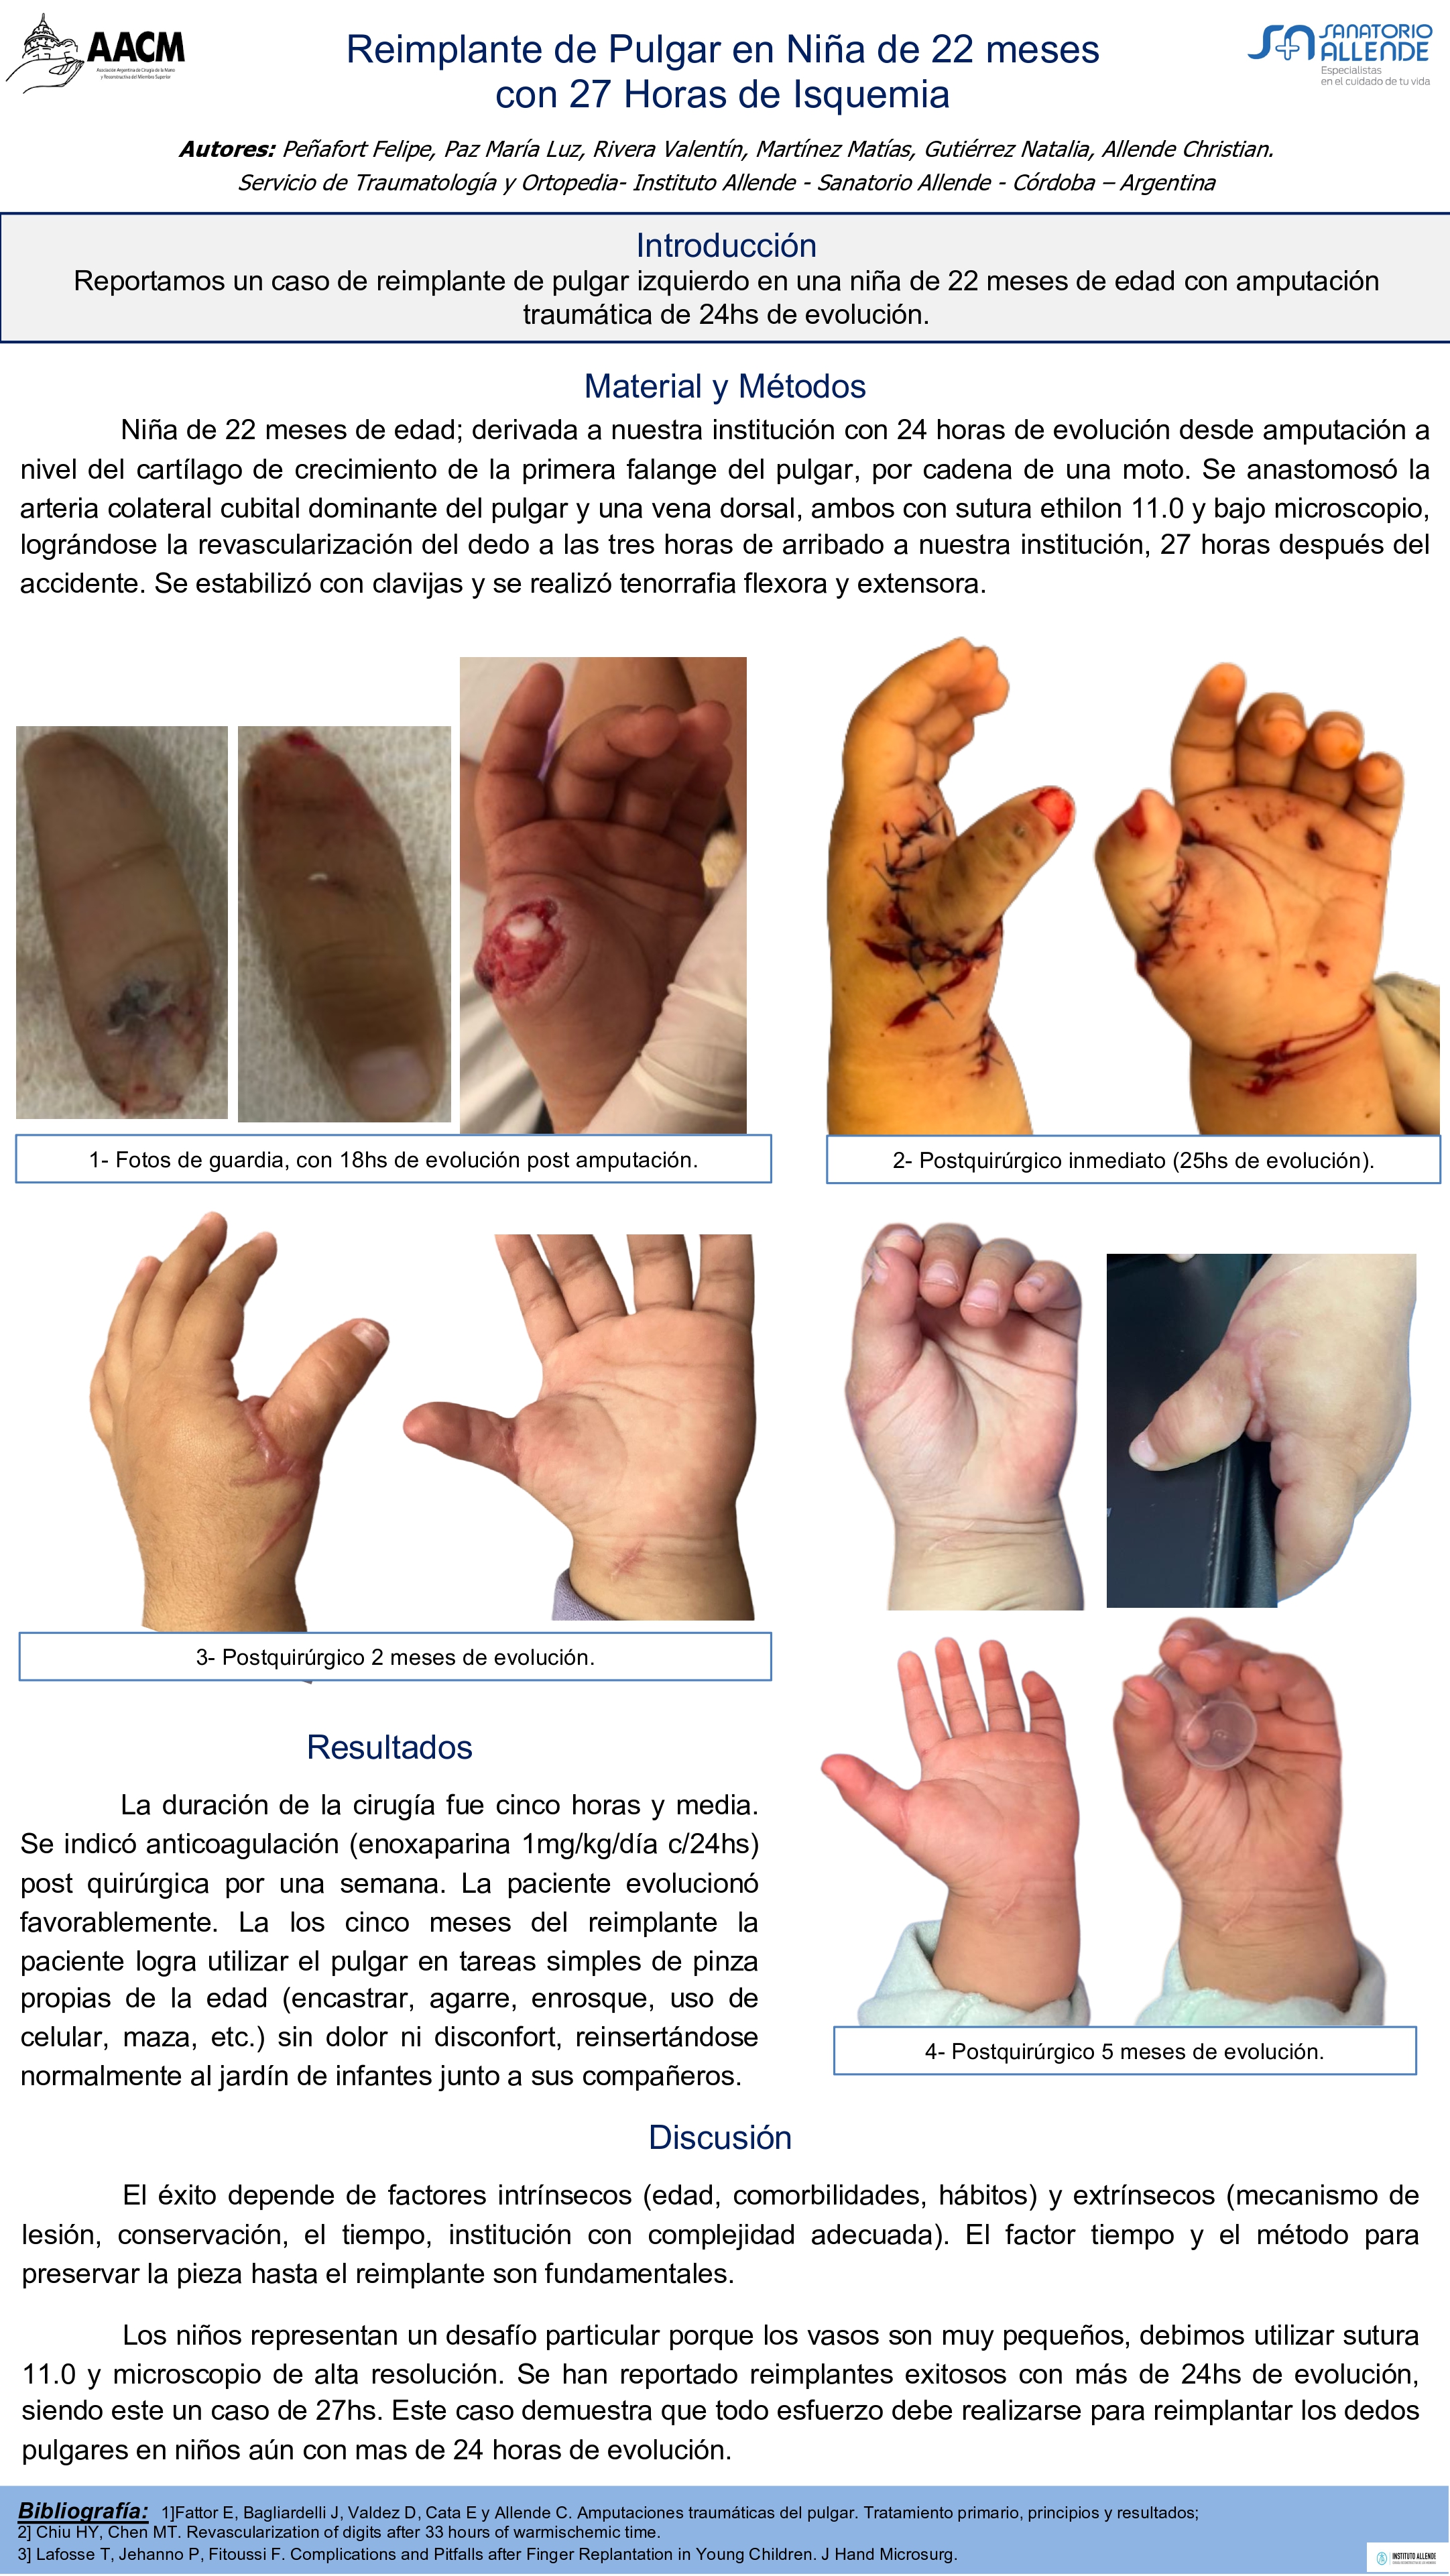 AACM
Asociación Argentina de Cirugía de la Mano
y Reconstructiva del Miembro Superior
Reimplante de Pulgar en Niña de 22 meses
con 27 Horas de Isquemia
SANATORIO
ALLENDE
Especialistas
en el cuidado de tu vida
Autores: Peñafort Felipe, Paz María Luz, Rivera Valentín, Martínez Matías, Gutiérrez Natalia, Allende Christian.
Servicio de Traumatología y Ortopedia- Instituto Allende - Sanatorio Allende - Córdoba – Argentina
Introducción
Reportamos un caso de reimplante de pulgar izquierdo en una niña de 22 meses de edad con amputación
traumática de 24hs de evolución.
Material y Métodos
Niña de 22 meses de edad; derivada a nuestra institución con 24 horas de evolución desde amputación a
nivel del cartílago de crecimiento de la primera falange del pulgar, por cadena de una moto. Se anastomosó la
arteria colateral cubital dominante del pulgar y una vena dorsal, ambos con sutura ethilon 11.0 y bajo microscopio,
lográndose la revascularización del dedo a las tres horas de arribado a nuestra institución, 27 horas después del
accidente. Se estabilizó con clavijas y se realizó tenorrafia flexora y extensora.
1- Fotos de guardia, con 18hs de evolución post amputación.
2- Postquirúrgico inmediato (25hs de evolución).
3- Postquirúrgico 2 meses de evolución.
Resultados
La duración de la cirugía fue cinco horas y media.
Se indicó anticoagulación (enoxaparina 1mg/kg/día c/24hs)
post quirúrgica por una semana. La paciente evolucionó
favorablemente. La los cinco meses del reimplante la
paciente logra utilizar el pulgar en tareas simples de pinza
propias de la edad (encastrar, agarre, enrosque, uso de
celular, maza, etc.) sin dolor ni disconfort, reinsertándose
normalmente al jardín de infantes junto a sus compañeros.
4- Postquirúrgico 5 meses de evolución.
Discusión
El éxito depende de factores intrínsecos (edad, comorbilidades, hábitos) y extrínsecos (mecanismo de
lesión, conservación, el tiempo, institución con complejidad adecuada). El factor tiempo y el método para
preservar la pieza hasta el reimplante son fundamentales.
Los niños representan un desafío particular porque los vasos son muy pequeños, debimos utilizar sutura
11.0 y microscopio de alta resolución. Se han reportado reimplantes exitosos con más de 24hs de evolución,
siendo este un caso de 27hs. Este caso demuestra que todo esfuerzo debe realizarse para reimplantar los dedos
pulgares en niños aún con mas de 24 horas de evolución.
Bibliografía: 1]Fattor E, Bagliardelli J, Valdez D, Cata E y Allende C. Amputaciones traumáticas del pulgar. Tratamiento primario, principios y resultados;
2] Chiu HY, Chen MT. Revascularization of digits after 33 hours of warmischemic time.
3] Lafosse T, Jehanno P, Fitoussi F. Complications and Pitfalls after Finger Replantation in Young Children. J Hand Microsurg.
INSTITUTO ALLENDE